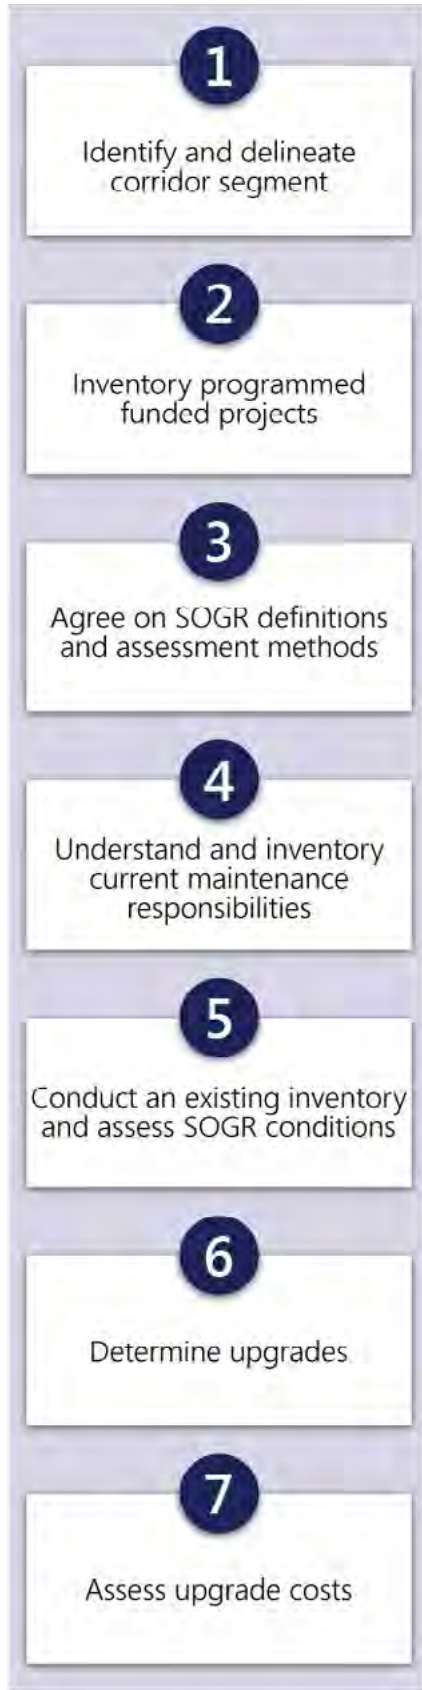 1
Identify and delineate
corridor segment
2
Inventory programmed
funded projects
3
Agree on SOGR definitions
and assessment methods
4
Understand and inventory
current maintenance
responsibilities
5
Conduct an existing inventory
and assess SOGR conditions
6
Determine upgrades
7
Assess upgrade costs